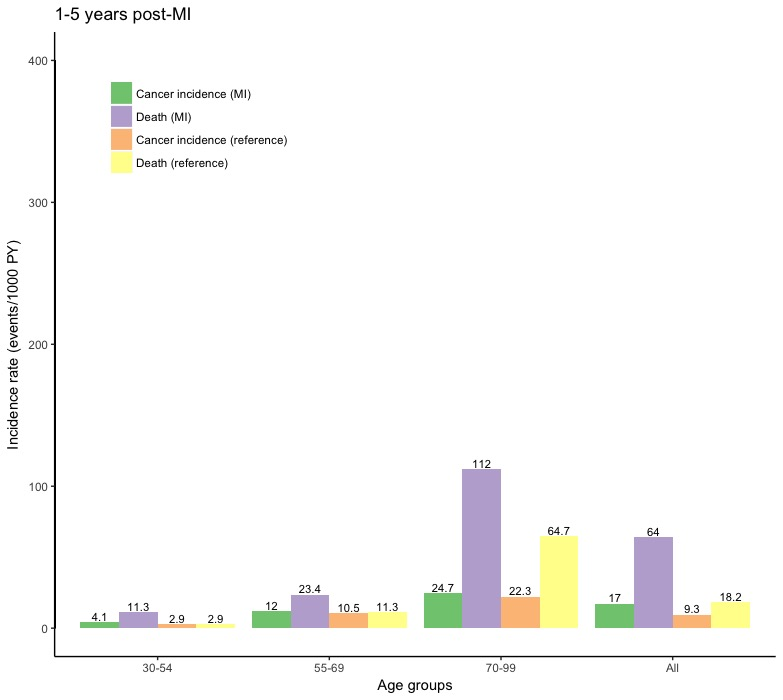 1-5 years post-MI
400
300
200
100
0
Incidence rate (events/1000 PY)
Cancer incidence (MI)
Death (MI)
Cancer incidence (reference)
Death (reference)
4.1 11.3 2.9 2.9
12 23.4 10.5 11.3
24.7 112 22.3 64.7
17 64 9.3 18.2
30-54 55-69 70-99 All
Age groups